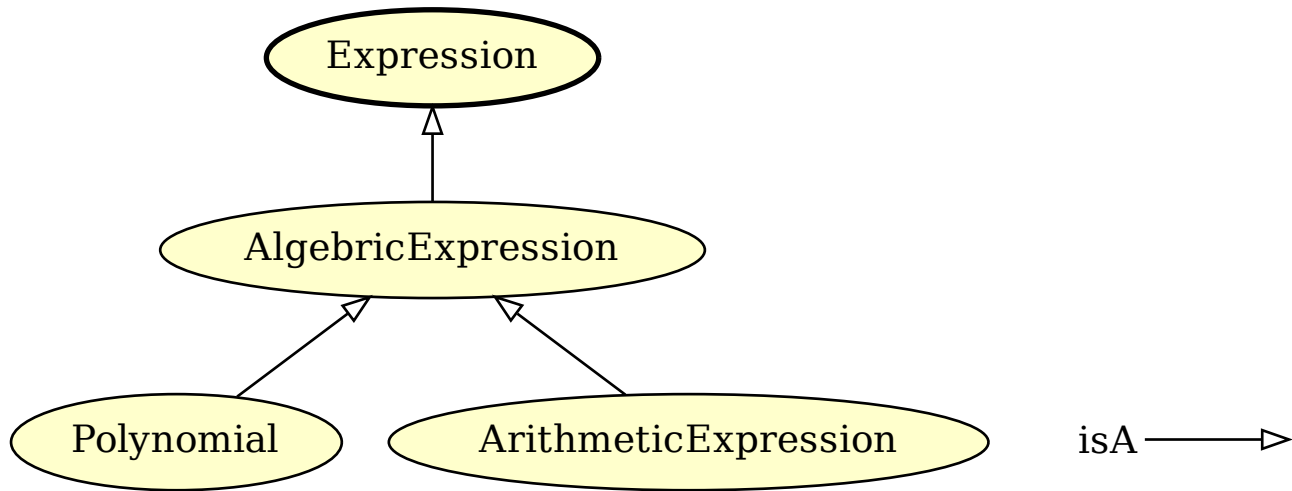 Expression
AlgebricExpression
Polynomial
ArithmeticExpression
isA